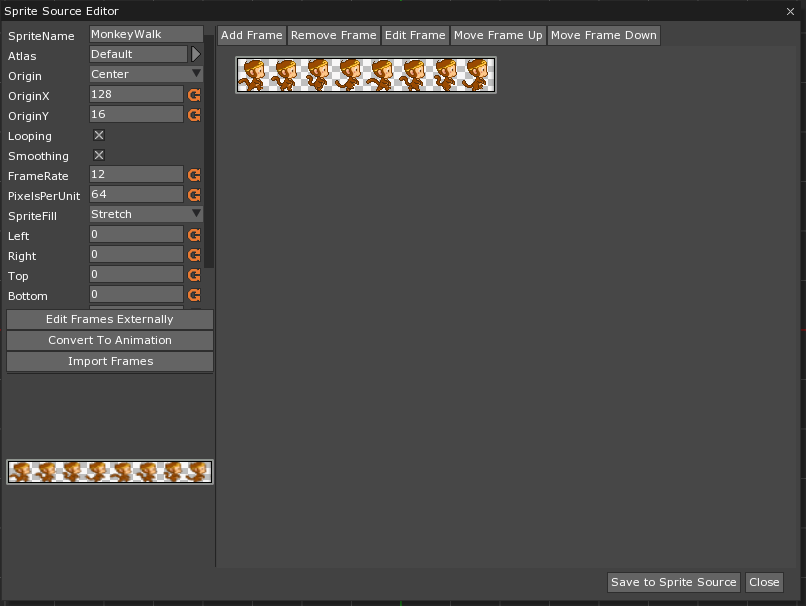 Sprite Source Editor
SpriteName MonkeyWalk
Atlas Default
Origin Center
OriginX 128
OriginY 16
Looping
Smoothing
FrameRate 12
PixelsPerUnit 64
SpriteFill Stretch
Left 0
Right 0
Top 0
Bottom 0
Edit Frames Externally
Convert To Animation
Import Frames
Add Frame Remove Frame Edit Frame Move Frame Up Move Frame Down
Save to Sprite Source Close